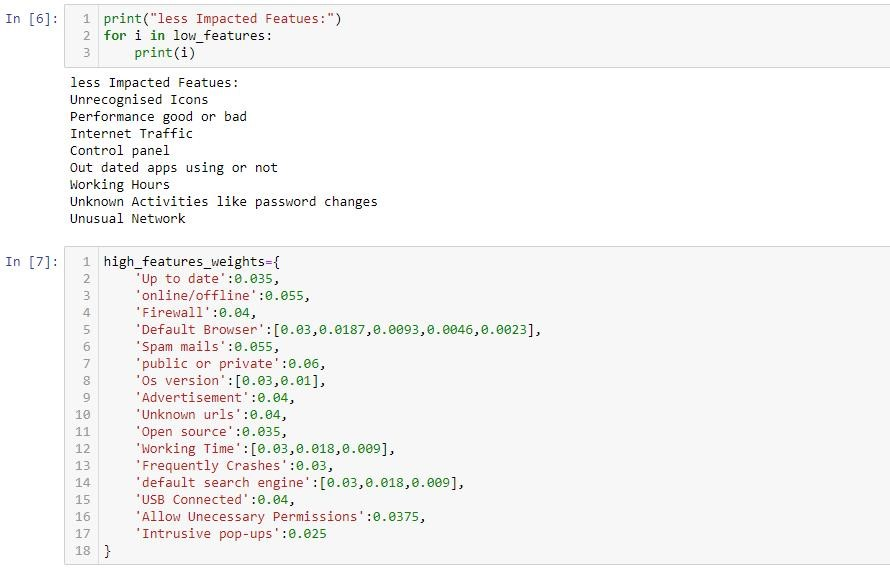 In [6]:
1 print("less Impacted Featues:")
2 for i in low_features:
3     print(i)
less Impacted Featues:
Unrecognised Icons
Performance good or bad
Internet Traffic
Control panel
Out dated apps using or not
Working Hours
Unknown Activities like password changes
Unusual Network
In [7]:
1 high_features_weights={
2     'Up to date':0.035,
3     'online/offline':0.055,
4     'Firewall':0.04,
5     'Default Browser':[0.03,0.0187,0.0093,0.0046,0.0023],
6     'Spam mails':0.055,
7     'public or private':0.06,
8     'Os version':[0.03,0.01],
9     'Advertisement':0.04,
10     'Unknown urls':0.04,
11     'Open source':0.035,
12     'Working Time':[0.03,0.018,0.009],
13     'Frequently Crashes':0.03,
14     'default search engine':[0.03,0.018,0.009],
15     'USB Connected':0.04,
16     'Allow Unecessary Permissions':0.0375,
17     'Intrusive pop-ups':0.025
18 }